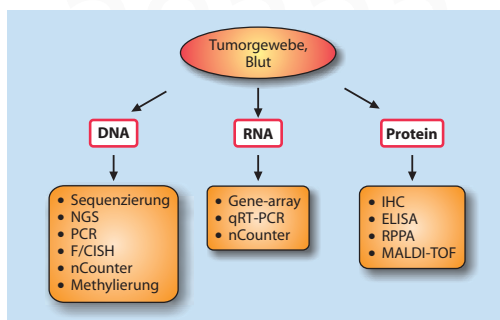 Tumorgewebe,
Blut
DNA
RNA
Protein
• Sequenzierung
• NGS
• PCR
• F/CISH
• nCounter
• Methylierung
• Gene-array
• qRT-PCR
• nCounter
• IHC
• ELISA
• RPPA
• MALDI-TOF